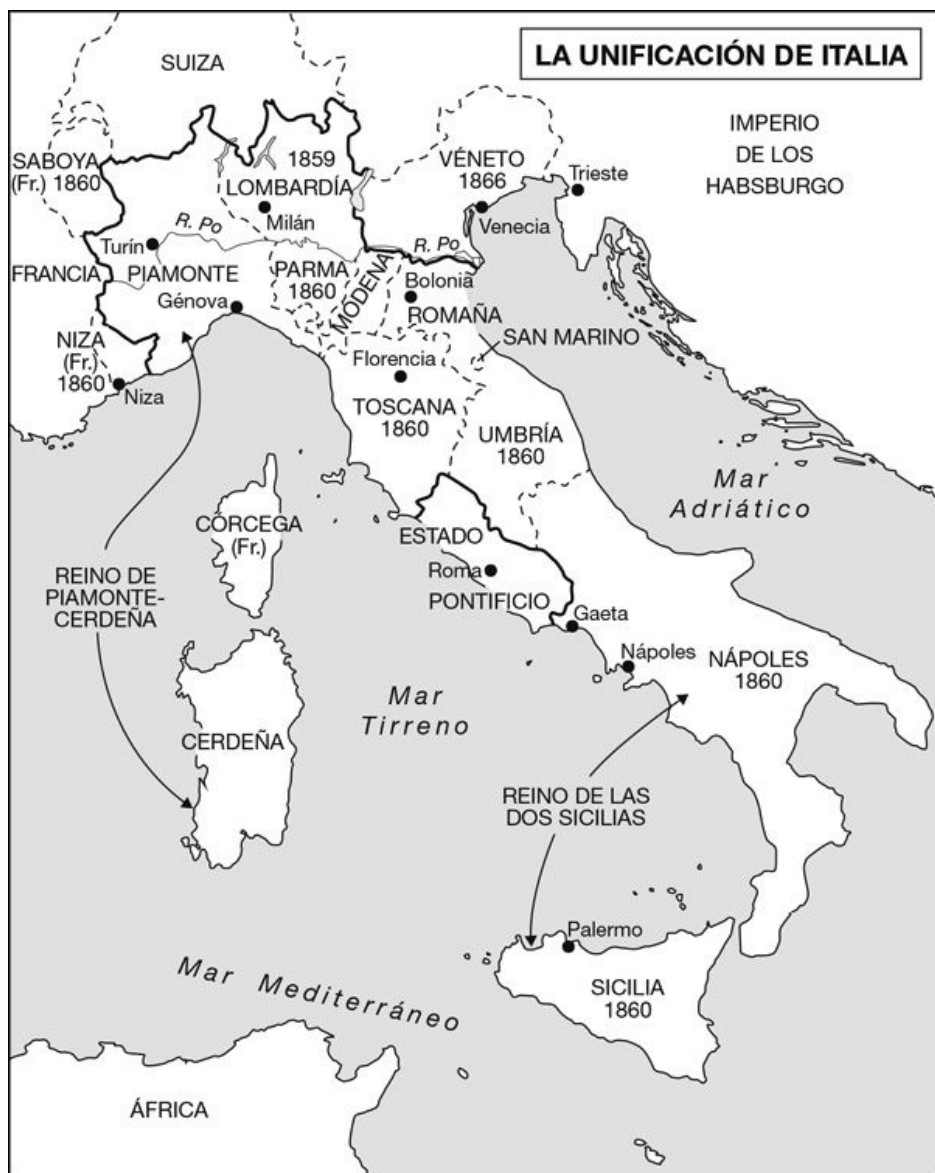 LA UNIFICACIÓN DE ITALIA
SUIZA
IMPERIO
DE LOS
HABSBURGO
SABOYA
(Fr.) 1860
1859
LOMBARDÍA
Milán
VÉNETO
1866
Trieste
Venecia
R. Po
R. Po
Turín
FRANCIA
PIAMONTE
PARMA
1860
MÓDENA
Bolonia
ROMAÑA
Génova
SAN MARINO
NIZA
(Fr.)
1860
Niza
Florencia
TOSCANA
1860
UMBRÍA
1860
Mar
Adriático
CÓRCEGA
(Fr.)
ESTADO
Roma
PONTIFICIO
REINO DE
PIAMONTE-
CERDEÑA
Gaeta
Nápoles
NÁPOLES
1860
Mar
Tirreno
CERDEÑA
REINO DE LAS
DOS SICILIAS
Palermo
SICILIA
1860
Mar Mediterráneo
ÁFRICA